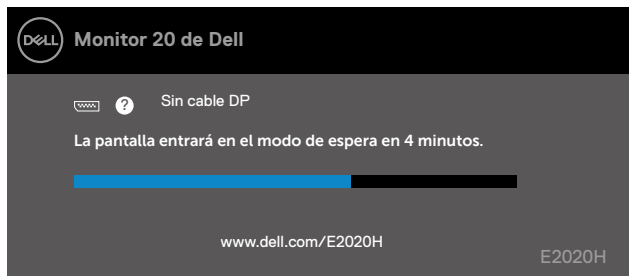 DELL
Monitor 20 de Dell
Sin cable DP
?
La pantalla entrará en el modo de espera en 4 minutos.
www.dell.com/E2020H
E2020H